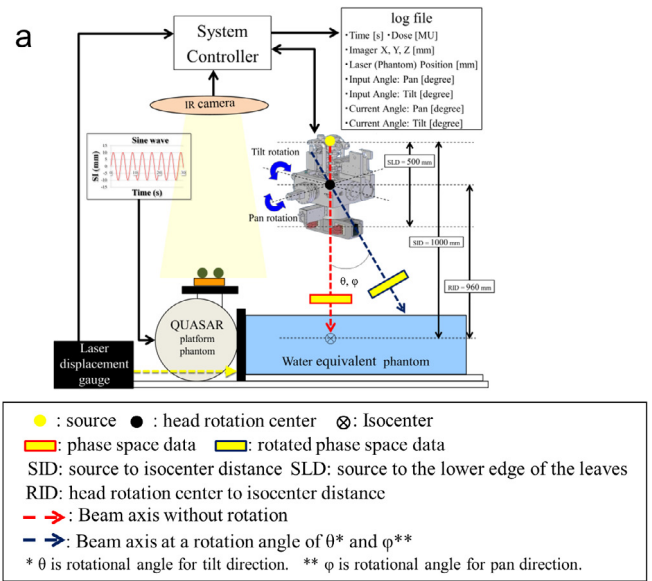 a
System
Controller
log file
・Time [s] ・Dose [MU]
・Imager X, Y, Z [mm]
・Laser (Phantom) Position [mm]
・Input Angle: Pan [degree]
・Input Angle: Tilt [degree]
・Current Angle: Pan [degree]
・Current Angle: Tilt [degree]
IR camera
Sine wave
SI (mm)
Time (s)
Tilt rotation
Pan rotation
SLD = 500 mm
SID = 1000 mm
RID = 960 mm
θ, φ
QUASAR
platform
phantom
Water equivalent phantom
Laser
displacement
gauge
: source : head rotation center : Isocenter
: phase space data : rotated phase space data
SID: source to isocenter distance SLD: source to the lower edge of the leaves
RID: head rotation center to isocenter distance
: Beam axis without rotation
: Beam axis at a rotation angle of θ* and φ**
* θ is rotational angle for tilt direction. ** φ is rotational angle for pan direction.